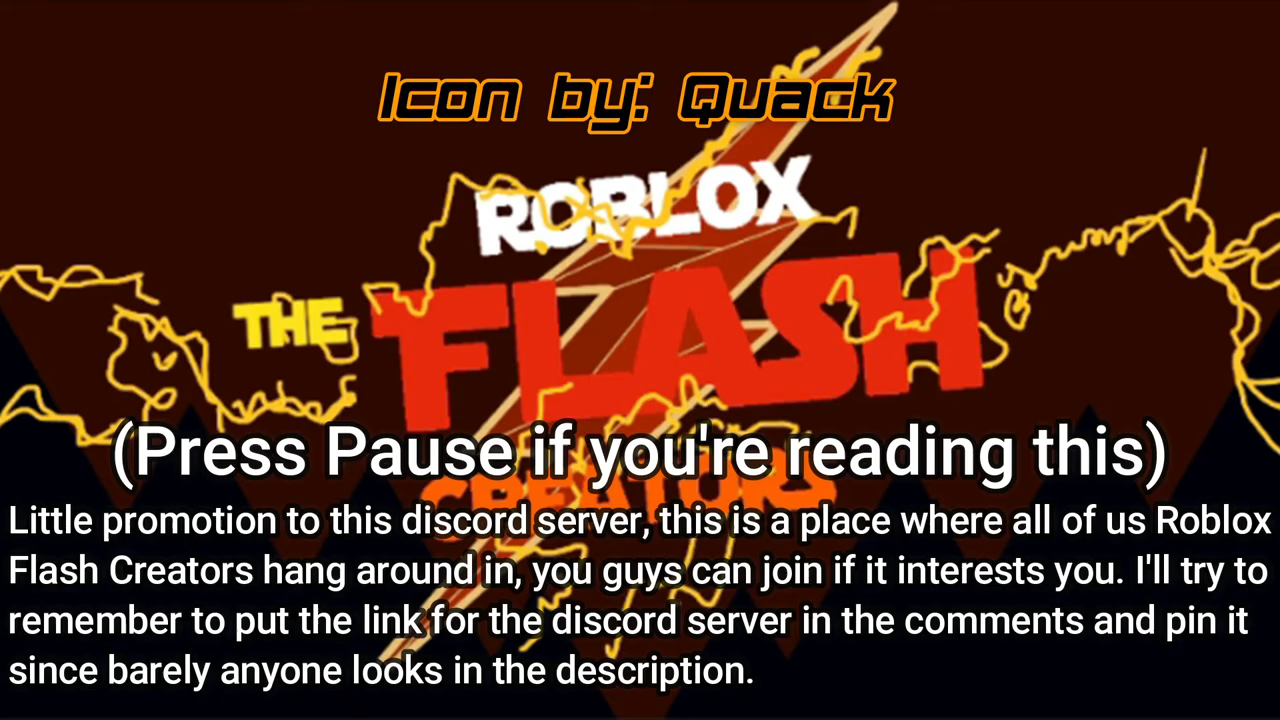 Icon by: Quack
ROBLOX
THE FLASH
(Press Pause if you're reading this)
CREATORS
Little promotion to this discord server, this is a place where all of us Roblox
Flash Creators hang around in, you guys can join if it interests you. I'll try to
remember to put the link for the discord server in the comments and pin it
since barely anyone looks in the description.